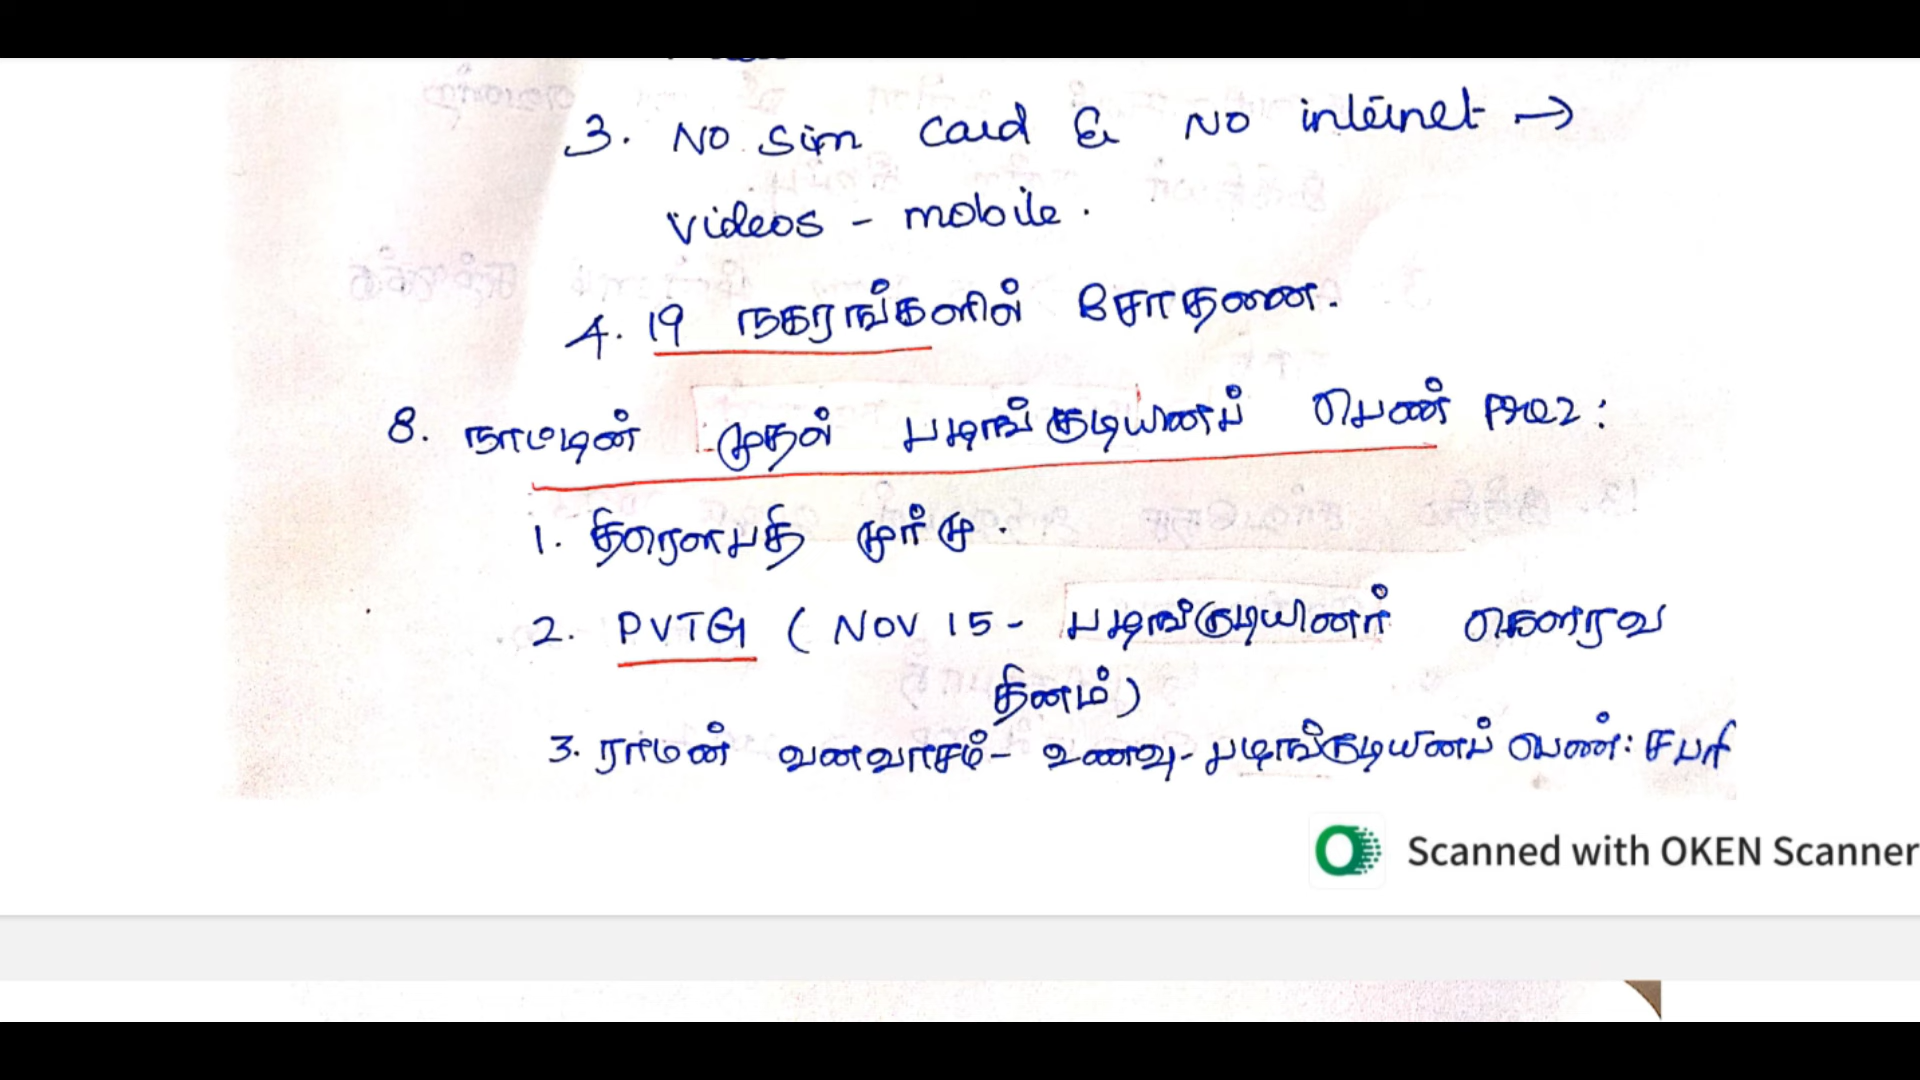 3. NO sim card & NO internet →
videos - mobile.
4. 19 நகரங்களில் சோதணை.
8. நாட்டின் முதல் பழங்குடியினப் பெண்
1. திரௌபதி முர்மு.
2. PVTG ( NOV 15 - பழங்குடியினர் கௌரவ
தினம்)
3. ராமன் வனவாசம் - உணவு - பழங்குடியினப் பெண்: சபரி
Scanned with OKEN Scanner